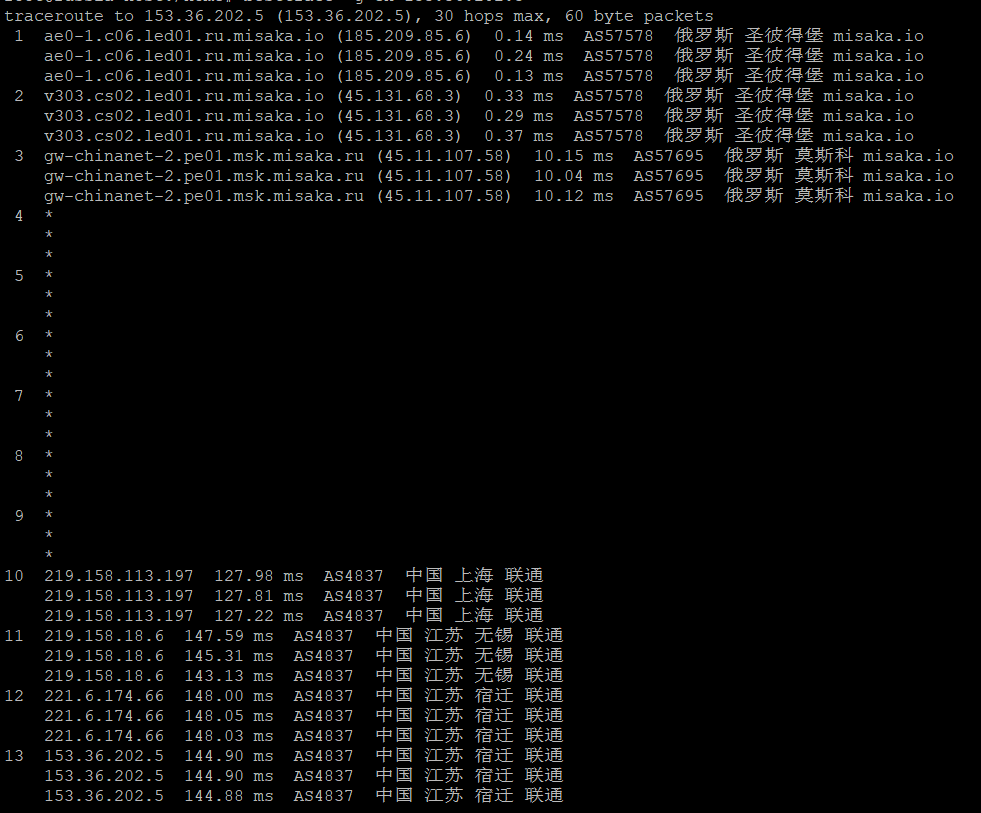 traceroute to 153.36.202.5 (153.36.202.5), 30 hops max, 60 byte packets
1 ae0-1.c06.led01.ru.misaka.io (185.209.85.6) 0.14 ms AS57578 俄罗斯 圣彼得堡 misaka.io
ae0-1.c06.led01.ru.misaka.io (185.209.85.6) 0.24 ms AS57578 俄罗斯 圣彼得堡 misaka.io
ae0-1.c06.led01.ru.misaka.io (185.209.85.6) 0.13 ms AS57578 俄罗斯 圣彼得堡 misaka.io
2 v303.cs02.led01.ru.misaka.io (45.131.68.3) 0.33 ms AS57578 俄罗斯 圣彼得堡 misaka.io
v303.cs02.led01.ru.misaka.io (45.131.68.3) 0.29 ms AS57578 俄罗斯 圣彼得堡 misaka.io
v303.cs02.led01.ru.misaka.io (45.131.68.3) 0.37 ms AS57578 俄罗斯 圣彼得堡 misaka.io
3 gw-chinanet-2.pe01.msk.misaka.ru (45.11.107.58) 10.15 ms AS57695 俄罗斯 莫斯科 misaka.io
gw-chinanet-2.pe01.msk.misaka.ru (45.11.107.58) 10.04 ms AS57695 俄罗斯 莫斯科 misaka.io
gw-chinanet-2.pe01.msk.misaka.ru (45.11.107.58) 10.12 ms AS57695 俄罗斯 莫斯科 misaka.io
4 *
*
*
5 *
*
*
6 *
*
*
7 *
*
*
8 *
*
*
9 *
*
*
10 219.158.113.197 127.98 ms AS4837 中国 上海 联通
219.158.113.197 127.81 ms AS4837 中国 上海 联通
219.158.113.197 127.22 ms AS4837 中国 上海 联通
11 219.158.18.6 147.59 ms AS4837 中国 江苏 无锡 联通
219.158.18.6 145.31 ms AS4837 中国 江苏 无锡 联通
219.158.18.6 143.13 ms AS4837 中国 江苏 无锡 联通
12 221.6.174.66 148.00 ms AS4837 中国 江苏 宿迁 联通
221.6.174.66 148.05 ms AS4837 中国 江苏 宿迁 联通
221.6.174.66 148.03 ms AS4837 中国 江苏 宿迁 联通
13 153.36.202.5 144.90 ms AS4837 中国 江苏 宿迁 联通
153.36.202.5 144.90 ms AS4837 中国 江苏 宿迁 联通
153.36.202.5 144.88 ms AS4837 中国 江苏 宿迁 联通